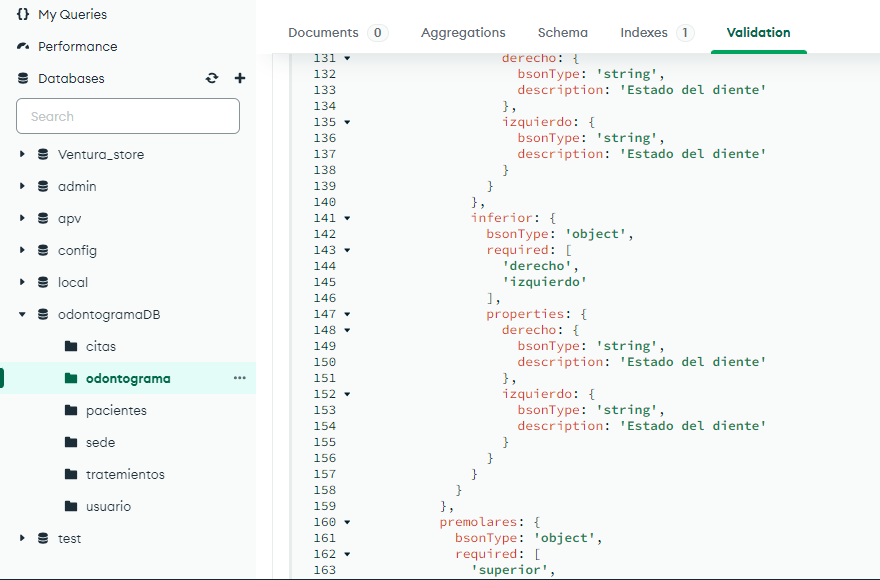 My Queries
Performance
Databases
Search
Ventura_store
admin
apv
config
local
odontogramaDB
citas
odontograma
pacientes
sede
tratemientos
usuario
test
Documents 0 Aggregations Schema Indexes 1 Validation
131 derecho: {
132 bsonType: 'string',
133 description: 'Estado del diente'
134 },
135 izquierdo: {
136 bsonType: 'string',
137 description: 'Estado del diente'
138 }
139 }
140 },
141 inferior: {
142 bsonType: 'object',
143 required: [
144 'derecho',
145 'izquierdo'
146 ],
147 properties: {
148 derecho: {
149 bsonType: 'string',
150 description: 'Estado del diente'
151 },
152 izquierdo: {
153 bsonType: 'string',
154 description: 'Estado del diente'
155 }
156 }
157 }
158 }
159 },
160 premolares: {
161 bsonType: 'object',
162 required: [
163 'superior',